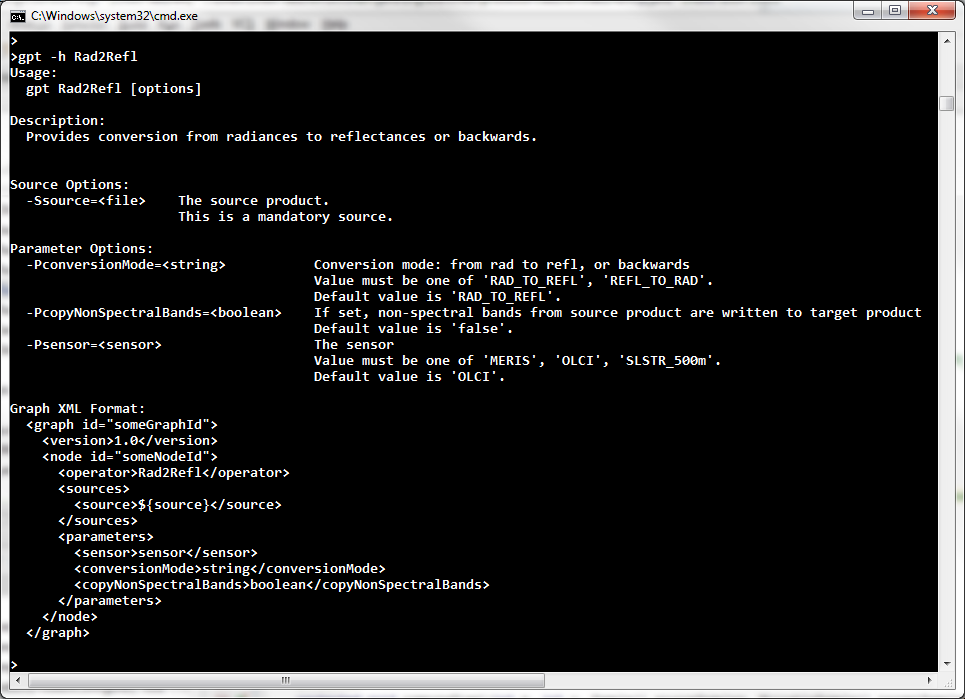 C:\Windows\system32\cmd.exe
>
>gpt -h Rad2Refl
Usage:
  gpt Rad2Refl [options]

Description:
  Provides conversion from radiances to reflectances or backwards.


Source Options:
  -Ssource=<file>    The source product.
                     This is a mandatory source.

Parameter Options:
  -PconversionMode=<string>           Conversion mode: from rad to refl, or backwards
                                      Value must be one of 'RAD_TO_REFL', 'REFL_TO_RAD'.
                                      Default value is 'RAD_TO_REFL'.
  -PcopyNonSpectralBands=<boolean>    If set, non-spectral bands from source product are written to target product
                                      Default value is 'false'.
  -Psensor=<sensor>                   The sensor
                                      Value must be one of 'MERIS', 'OLCI', 'SLSTR_500m'.
                                      Default value is 'OLCI'.

Graph XML Format:
  <graph id="someGraphId">
    <version>1.0</version>
    <node id="someNodeId">
      <operator>Rad2Refl</operator>
      <sources>
        <source>${source}</source>
      </sources>
      <parameters>
        <sensor>sensor</sensor>
        <conversionMode>string</conversionMode>
        <copyNonSpectralBands>boolean</copyNonSpectralBands>
      </parameters>
    </node>
  </graph>

>